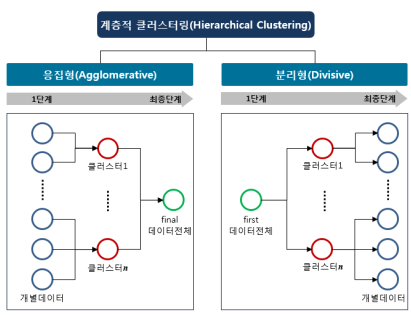 계층적 클러스터링(Hierarchical Clustering)
응집형(Agglomerative)
1단계 최종단계
클러스터1
final
데이터전체
클러스터n
개별데이터
분리형(Divisive)
1단계 최종단계
클러스터1
first
데이터전체
클러스터n
개별데이터